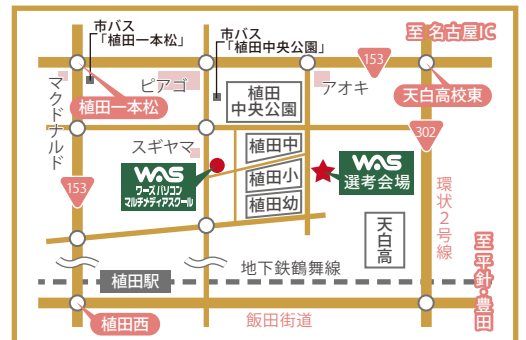 市バス
「植田一本松」
市バス
「植田中央公園」
至 名古屋IC
153
マクドナルド
ピアゴ
アオキ
植田一本松
植田
中央公園
天白高校東
302
スギヤマ
植田中
WAS
ワーズパソコン
マルチメディアスクール
植田小
WAS
選考会場
153
植田幼
環状2号線
天白高
至 平針・豊田
地下鉄鶴舞線
植田駅
植田西
飯田街道